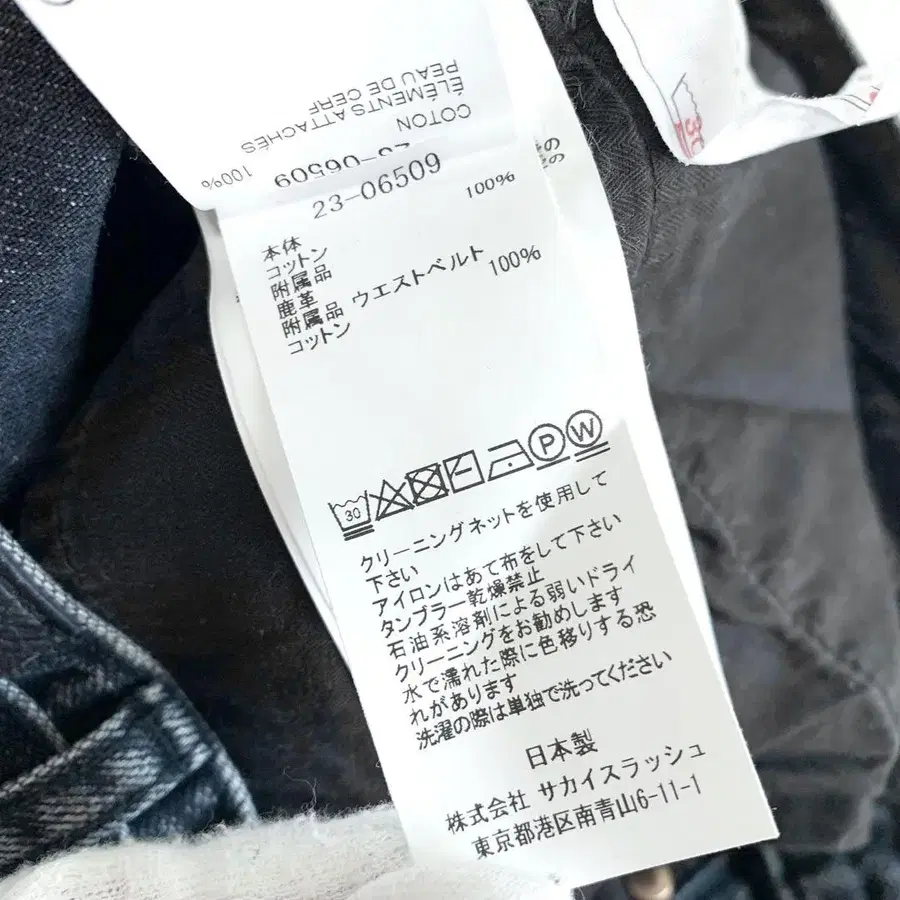 PEAU DE CERF
ÉLÉMENTS ATTACHÉS
COTON
100%
23-06509
23-06509
本体
コットン 100%
附属品
鹿革
附属品 ウエストベルト
コットン 100%
30
P W
クリーニングネットを使用して
下さい
アイロンはあて布をして下さい
タンブラー乾燥禁止
石油系溶剤による弱いドライ
クリーニングをお勧めします
水で濡れた際に色移りする恐
れがあります
洗濯の際は単独で洗ってください
日本製
株式会社 サカイスラッシュ
東京都港区南青山6-11-1
30